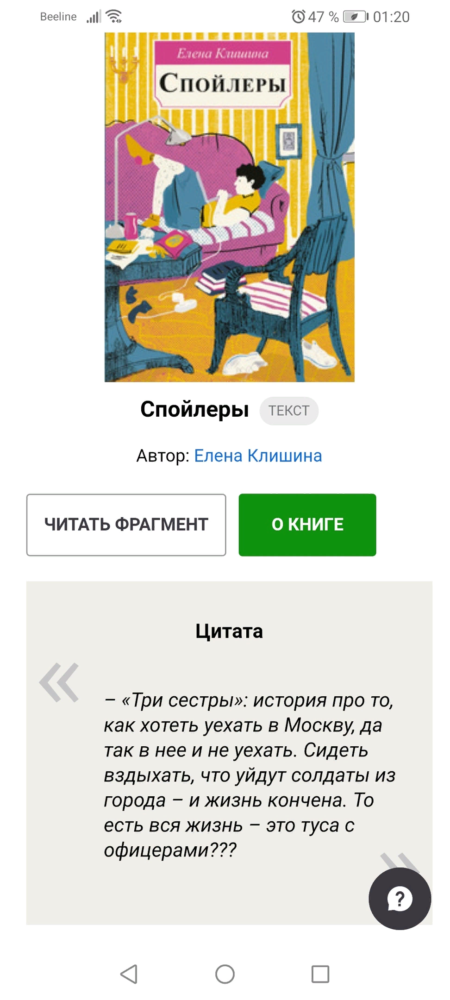 Beeline
47 % 01:20
Елена Клишина
Спойлеры
Спойлеры ТЕКСТ
Автор: Елена Клишина
ЧИТАТЬ ФРАГМЕНТ О КНИГЕ
Цитата
«
– «Три сестры»: история про то,
как хотеть уехать в Москву, да
так в нее и не уехать. Сидеть
вздыхать, что уйдут солдаты из
города – и жизнь кончена. То
есть вся жизнь – это туса с
офицерами???
»
?